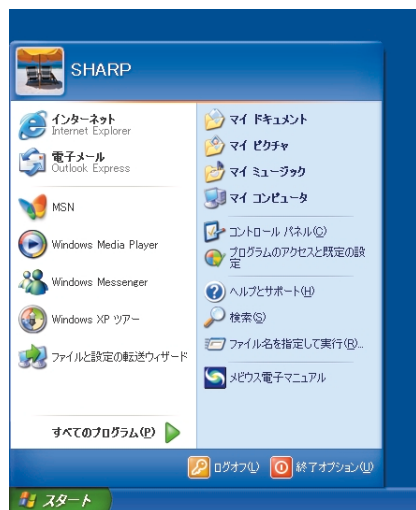 SHARP
インターネット
Internet Explorer
電子メール
Outlook Express
MSN
Windows Media Player
Windows Messenger
Windows XP ツアー
ファイルと設定の転送ウィザード
すべてのプログラム(P)
マイ ドキュメント
マイ ピクチャ
マイ ミュージック
マイ コンピュータ
コントロール パネル(C)
プログラムのアクセスと既定の設
定
ヘルプとサポート(H)
検索(S)
ファイル名を指定して実行(R)...
メビウス電子マニュアル
ログオフ(L)
終了オプション(U)
スタート